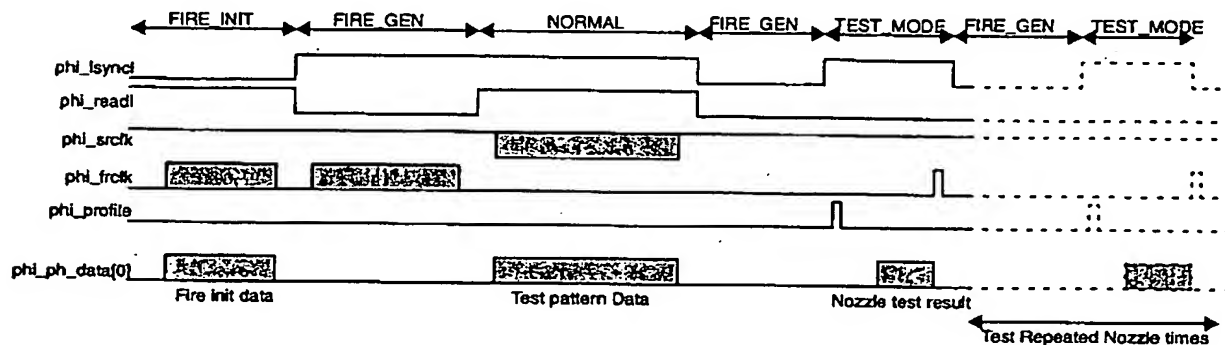 FIRE_INIT FIRE_GEN NORMAL FIRE_GEN TEST_MODE FIRE_GEN TEST_MODE
phi_lsyncl
phi_readl
phi_srclk
phi_frclk
phi_profile
phi_ph_data[0]
Fire init data Test pattern Data Nozzle test result
Test Repeated Nozzle times